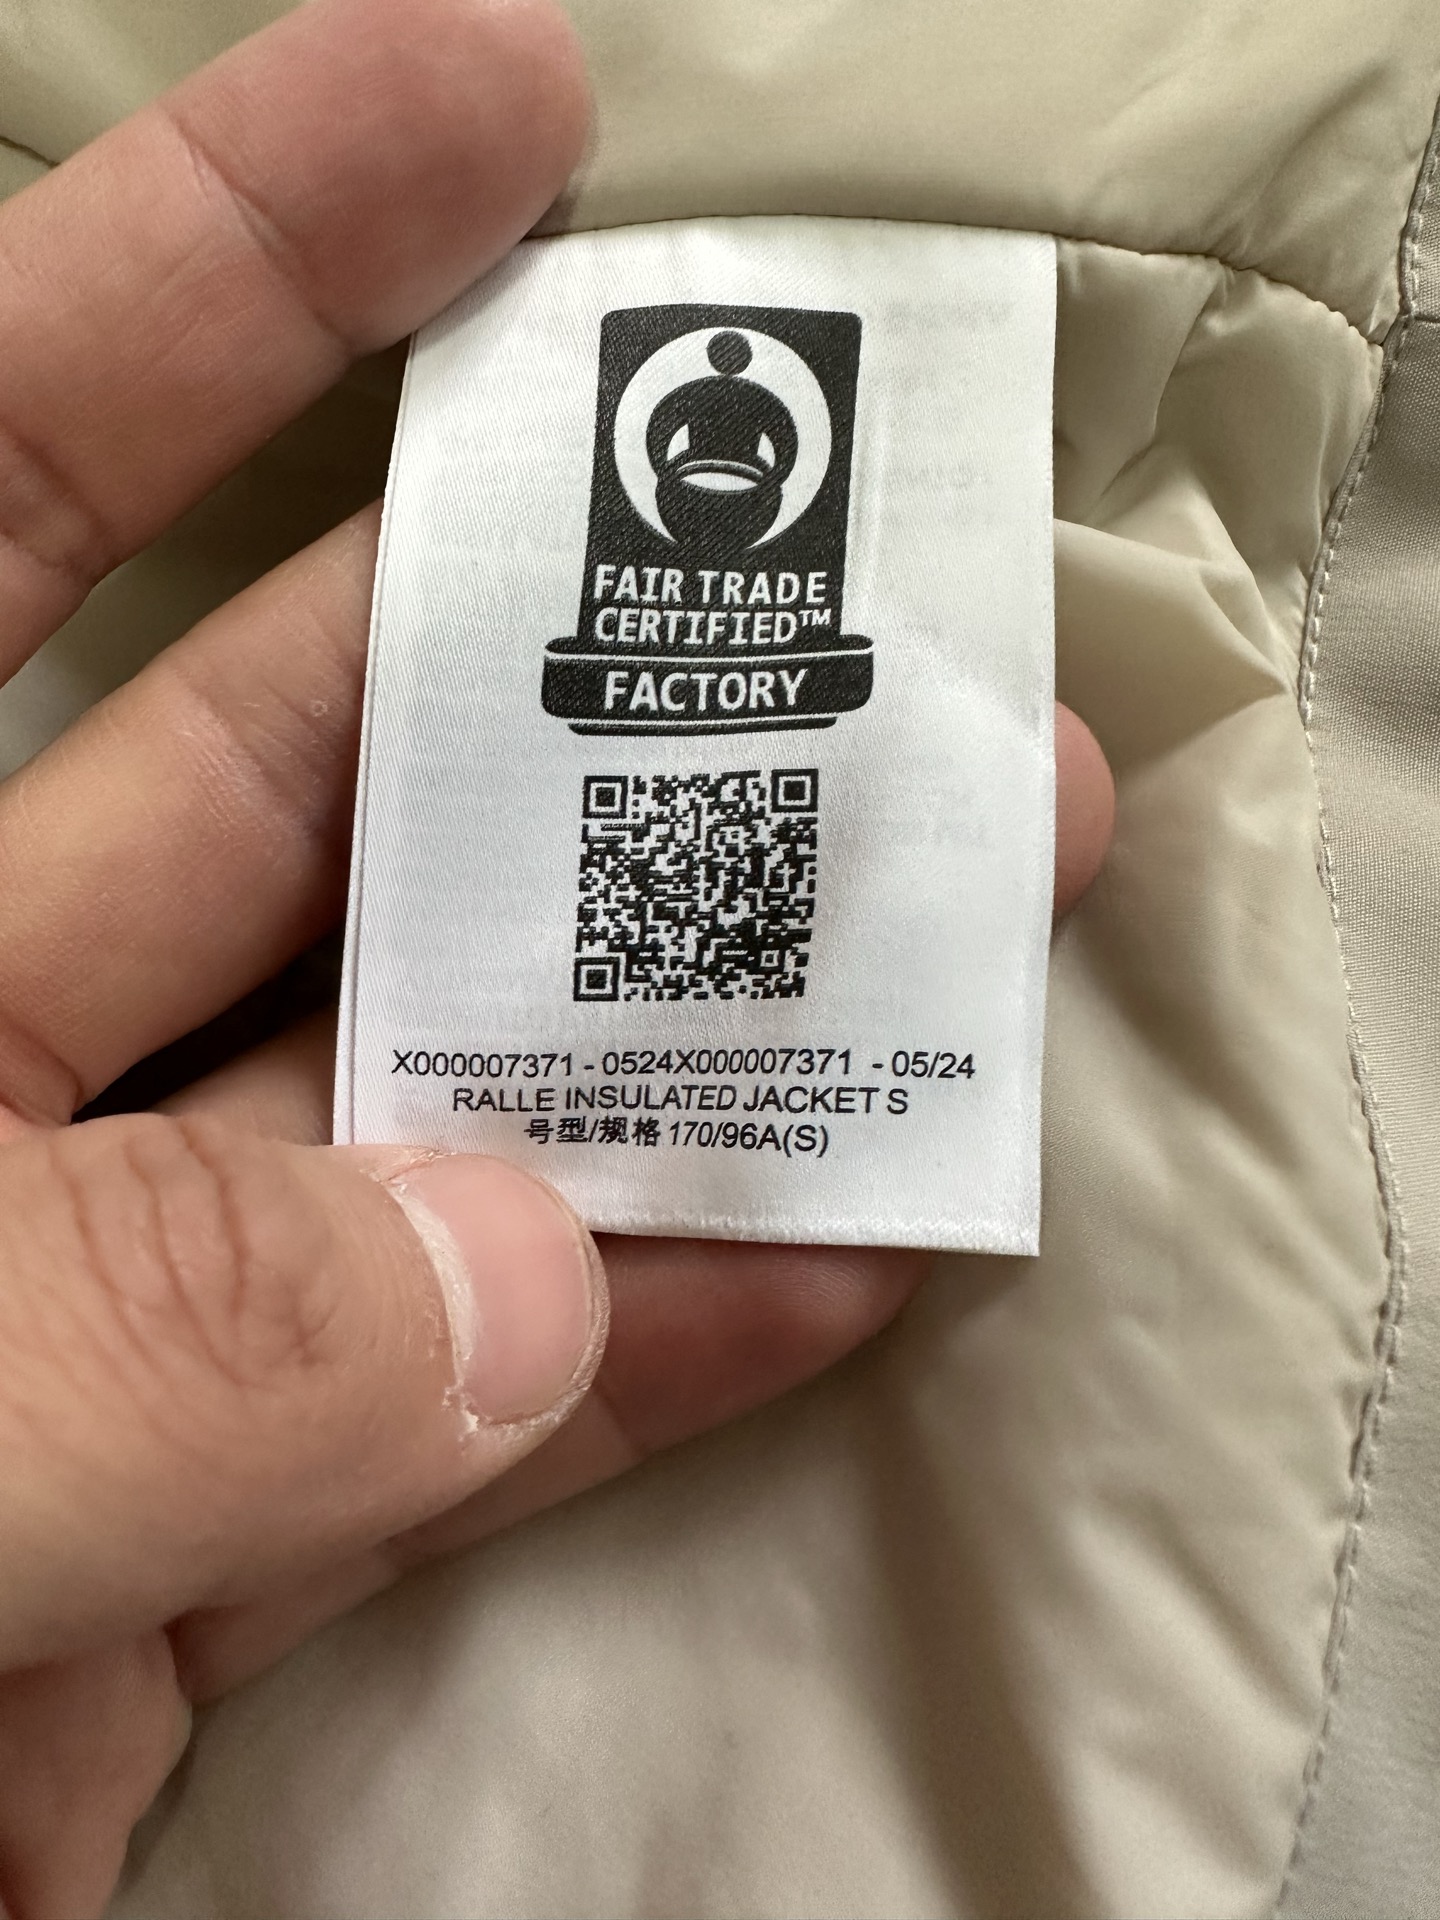 FAIR TRADE
CERTIFIED™
FACTORY
X000007371 - 0524X000007371 - 05/24
RALLE INSULATED JACKET S
号型/规格 170/96A(S)